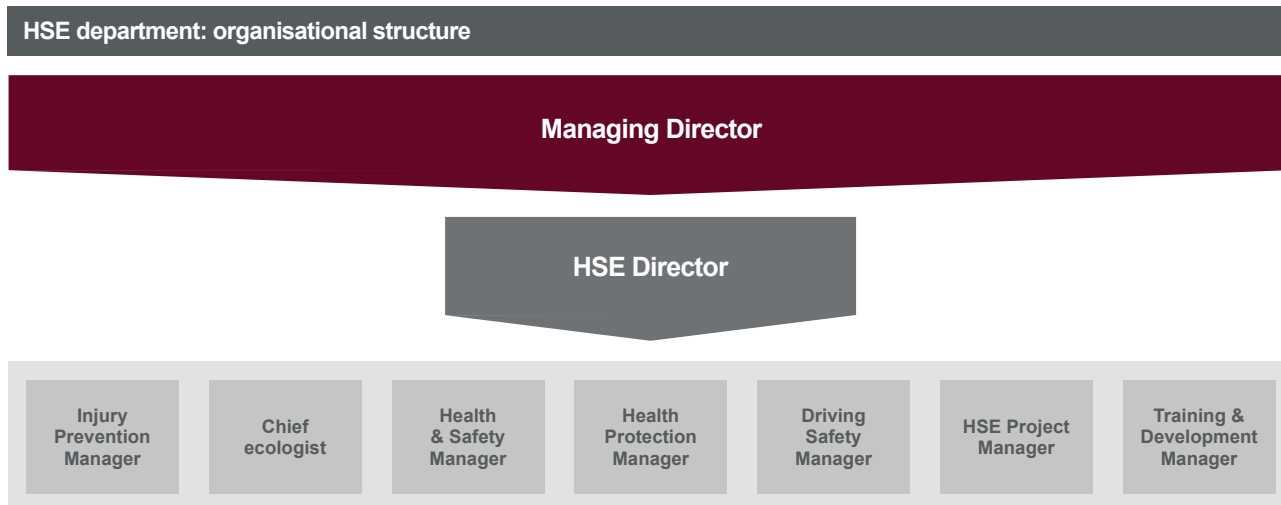 HSE department: organisational structure
Managing Director
HSE Director
Injury
Prevention
Manager
Chief
ecologist
Health
& Safety
Manager
Health
Protection
Manager
Driving
Safety
Manager
HSE Project
Manager
Training &
Development
Manager